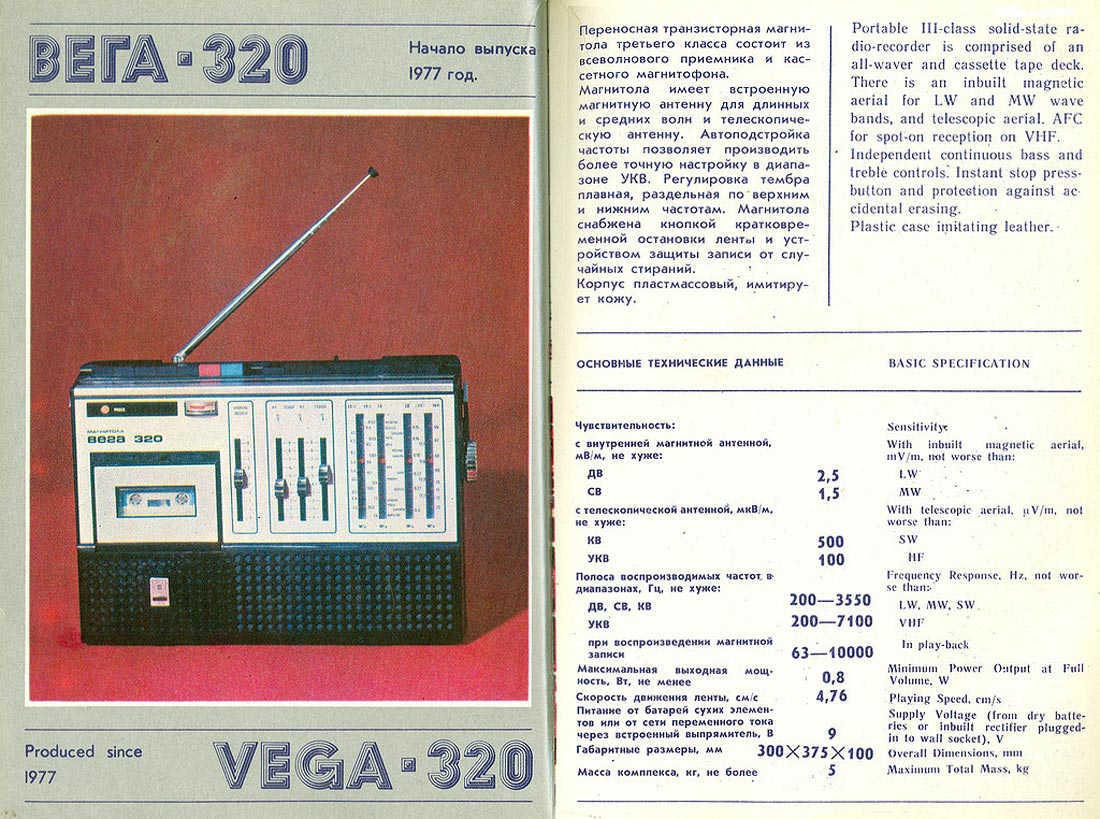 ВЕГА·320
Начало выпуска
1977 год.
МАГНИТОЛА
вега 320
Produced since
1977
VEGA·320
Переносная транзисторная магни-
тола третьего класса состоит из
всеволнового приемника и кас-
сетного магнитофона.
Магнитола имеет встроенную
магнитную антенну для длинных
и средних волн и телескопиче-
скую антенну. Автоподстройка
частоты позволяет производить
более точную настройку в диапа-
зоне УКВ. Регулировка тембра
плавная, раздельная по верхним
и нижним частотам. Магнитола
снабжена кнопкой кратковре-
менной остановки ленты и уст-
ройством защиты записи от слу-
чайных стираний.
Корпус пластмассовый, имитиру-
ет кожу.
Portable III-class solid-state ra-
dio-recorder is comprised of an
all-waver and cassette tape deck.
There is an inbuilt magnetic
aerial for LW and MW wave
bands, and telescopic aerial. AFC
for spot-on reception on VHF.
Independent continuous bass and
treble controls. Instant stop press-
button and protection against ac-
cidental erasing.
Plastic case imitating leather.
ОСНОВНЫЕ ТЕХНИЧЕСКИЕ ДАННЫЕ BASIC SPECIFICATION
Чувствительность: Sensitivity:
с внутренней магнитной антенной, With inbuilt magnetic aerial,
мВ/м, не хуже: mV/m, not worse than:
ДВ 2,5 LW
СВ 1,5 MW
с телескопической антенной, мкВ/м, With telescopic aerial, μV/m, not
не хуже: worse than:
КВ 500 SW
УКВ 100 HF
Полоса воспроизводимых частот в Frequency Response, Hz, not wor-
диапазонах, Гц, не хуже: se than:
ДВ, СВ, КВ 200—3550 LW, MW, SW
УКВ 200—7100 VHF
при воспроизведении магнитной In play-back
записи 63—10000
Максимальная выходная мощ- Minimum Power Output at Full
ность, Вт, не менее 0,8 Volume, W
Скорость движения ленты, см/с 4,76 Playing Speed, cm/s
Питание от батарей сухих элемен- Supply Voltage (from dry batte-
тов или от сети переменного тока ries or inbuilt rectifier plugged-
через встроенный выпрямитель, В 9 in to wall socket), V
Габаритные размеры, мм 300×375×100 Overall Dimensions, mm
Масса комплекса, кг, не более 5 Maximum Total Mass, kg